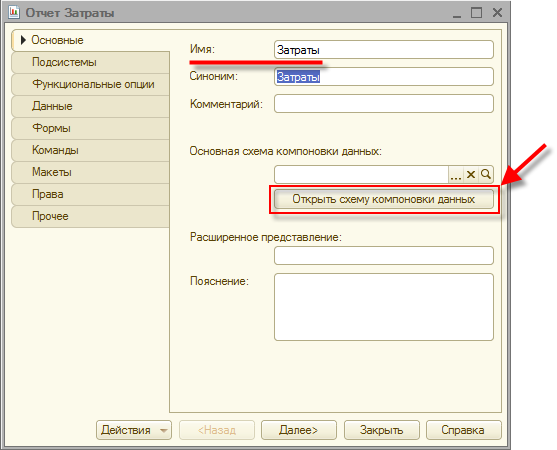 Отчет Затраты
Основные
Подсистемы
Функциональные опции
Данные
Формы
Команды
Макеты
Права
Прочее
Имя: Затраты
Синоним: Затраты
Комментарий:
Основная схема компоновки данных:
...
Открыть схему компоновки данных
Расширенное представление:
Пояснение:
Действия <Назад Далее> Закрыть Справка